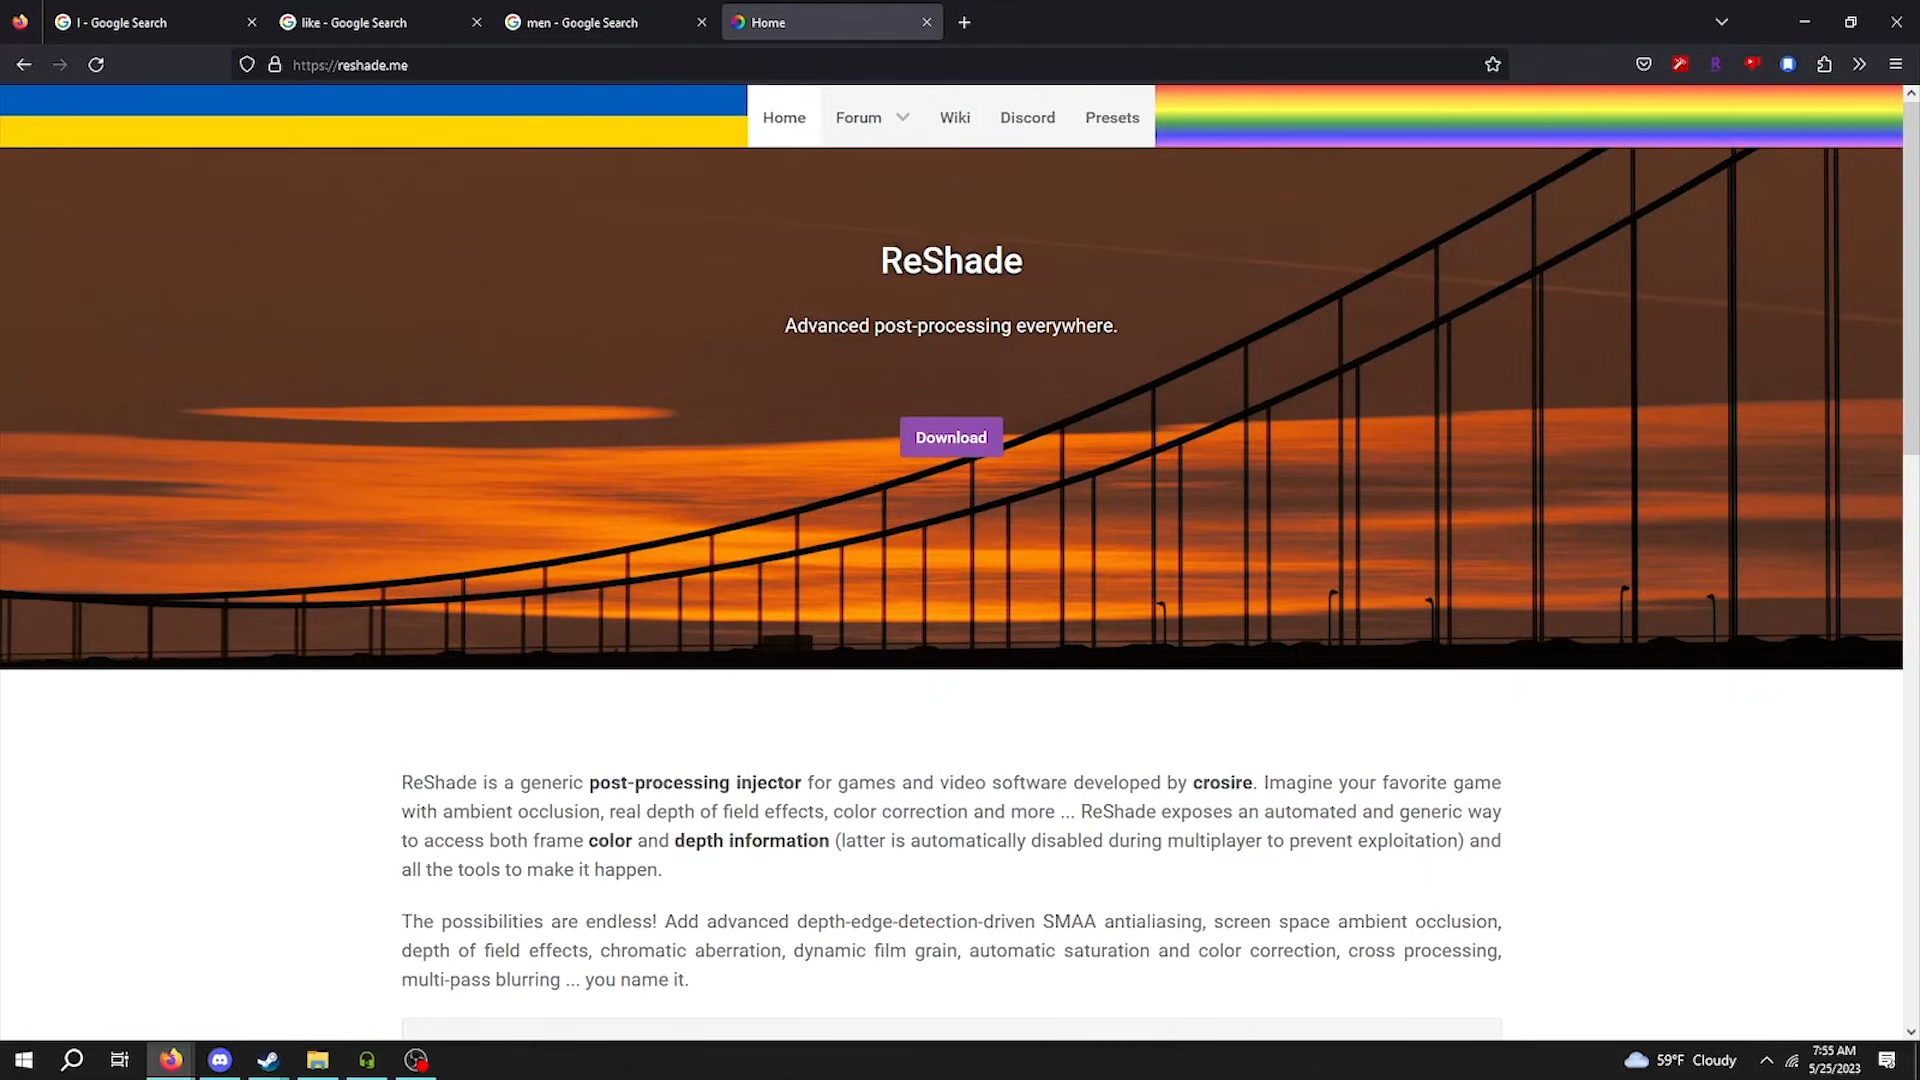 I - Google Search
like - Google Search
men - Google Search
Home
https://reshade.me
Home
Forum
Wiki
Discord
Presets
ReShade
Advanced post-processing everywhere.
Download
ReShade is a generic post-processing injector for games and video software developed by crosire. Imagine your favorite game
with ambient occlusion, real depth of field effects, color correction and more ... ReShade exposes an automated and generic way
to access both frame color and depth information (latter is automatically disabled during multiplayer to prevent exploitation) and
all the tools to make it happen.
The possibilities are endless! Add advanced depth-edge-detection-driven SMAA antialiasing, screen space ambient occlusion,
depth of field effects, chromatic aberration, dynamic film grain, automatic saturation and color correction, cross processing,
multi-pass blurring ... you name it.
59°F Cloudy
7:55 AM
5/25/2023